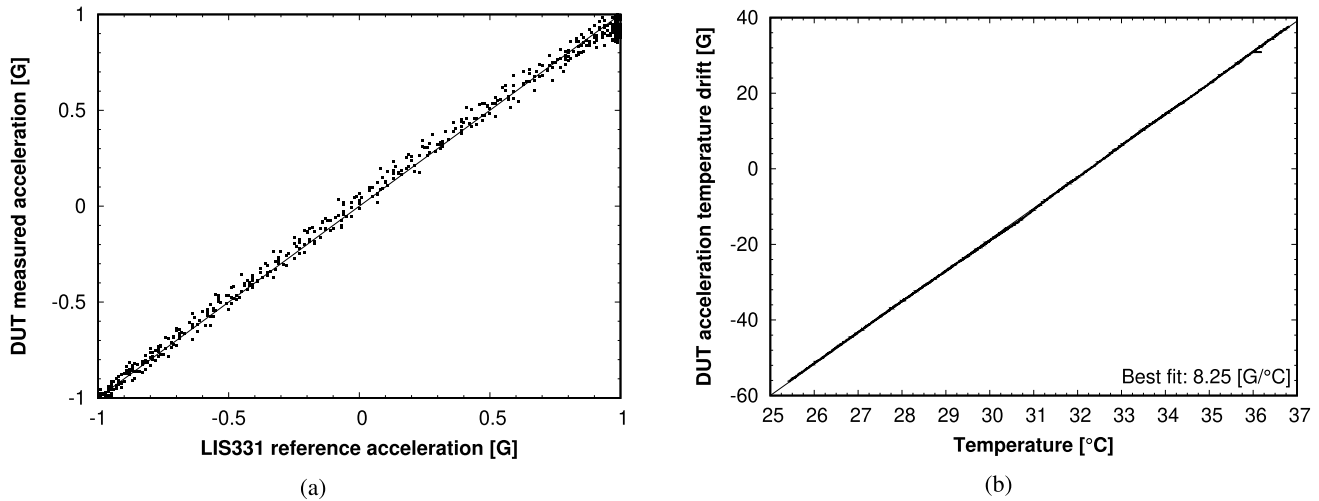 1
0.5
0
-0.5
-1
-1
-0.5
0
0.5
1
DUT measured acceleration [G]
LIS331 reference acceleration [G]
(a)
40
20
0
-20
-40
-60
25 26 27 28 29 30 31 32 33 34 35 36 37
DUT acceleration temperature drift [G]
Best fit: 8.25 [G/°C]
Temperature [°C]
(b)